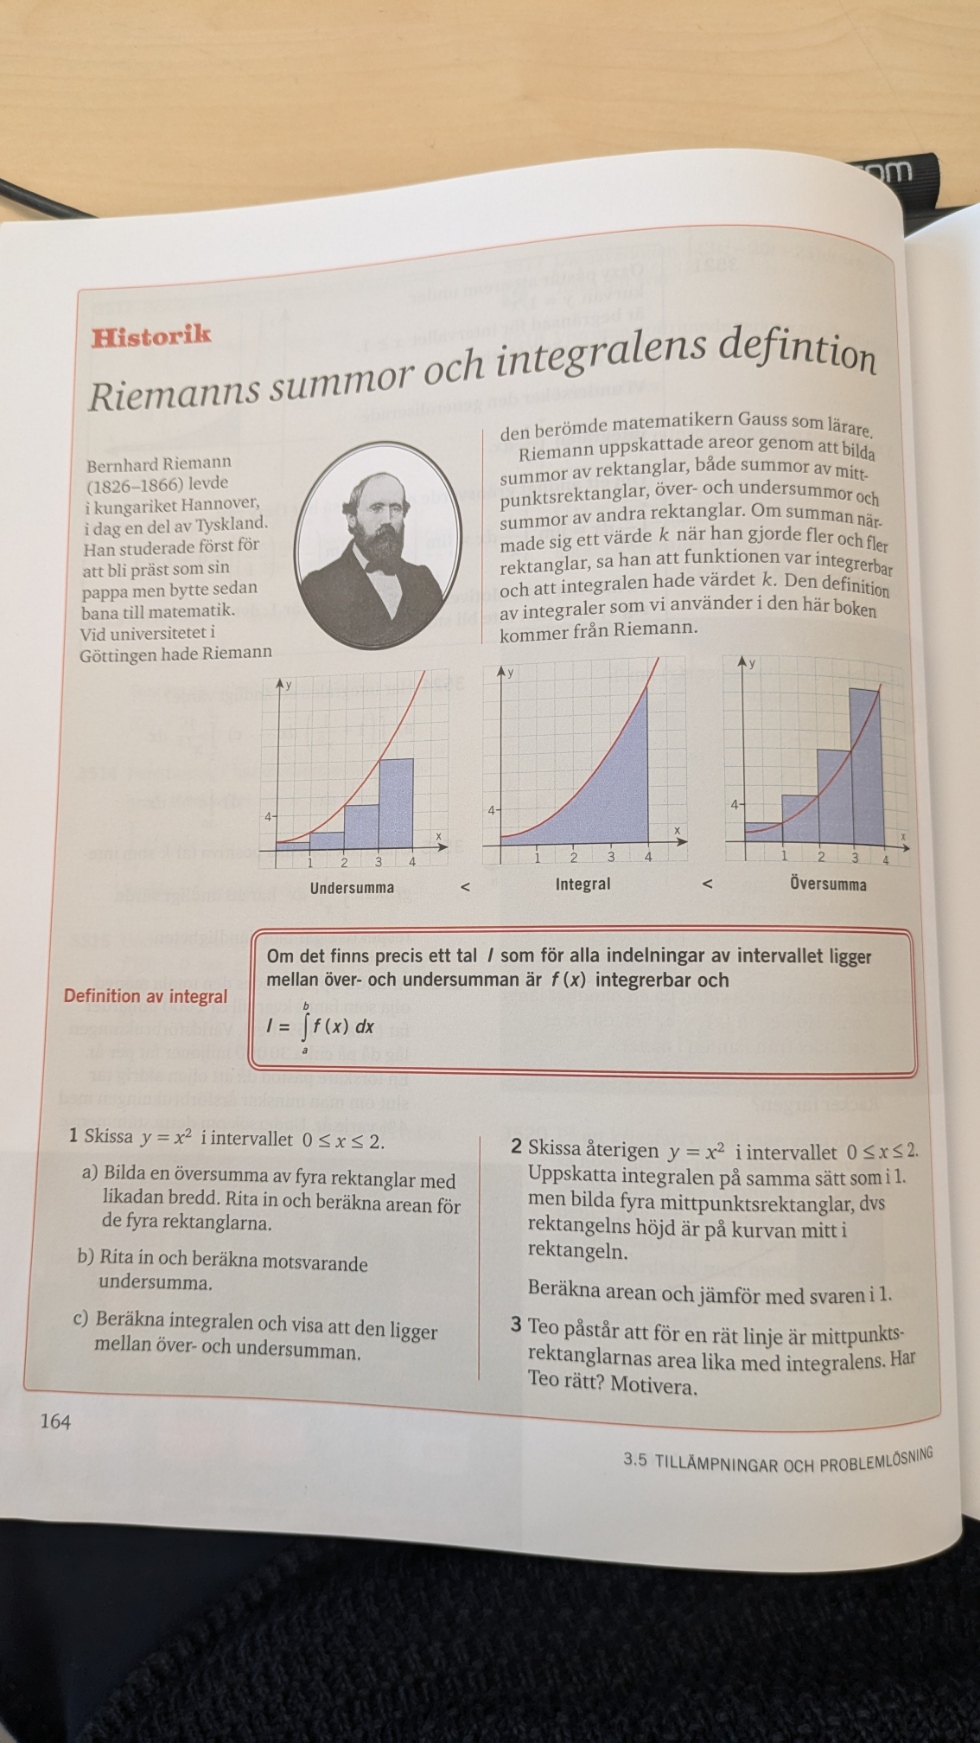 om
Historik
Riemanns summor och integralens defintion
Bernhard Riemann
(1826–1866) levde
i kungariket Hannover,
i dag en del av Tyskland.
Han studerade först för
att bli präst som sin
pappa men bytte sedan
bana till matematik.
Vid universitetet i
Göttingen hade Riemann
den berömde matematikern Gauss som lärare.
Riemann uppskattade areor genom att bilda
summor av rektanglar, både summor av mitt-
punktsrektanglar, över- och undersummor och
summor av andra rektanglar. Om summan när-
made sig ett värde k när han gjorde fler och fler
rektanglar, sa han att funktionen var integrerbar
och att integralen hade värdet k. Den definition
av integraler som vi använder i den här boken
kommer från Riemann.
y
4
x
1 2 3 4
y
4
x
1 2 3 4
y
4
x
1 2 3 4
Undersumma < Integral < Översumma
Definition av integral
Om det finns precis ett tal I som för alla indelningar av intervallet ligger
mellan över- och undersumman är f(x) integrerbar och
b
I = ∫ f(x) dx
a
1 Skissa y = x² i intervallet 0 ≤ x ≤ 2.
a) Bilda en översumma av fyra rektanglar med
likadan bredd. Rita in och beräkna arean för
de fyra rektanglarna.
b) Rita in och beräkna motsvarande
undersumma.
c) Beräkna integralen och visa att den ligger
mellan över- och undersumman.
2 Skissa återigen y = x² i intervallet 0 ≤ x ≤ 2.
Uppskatta integralen på samma sätt som i 1.
men bilda fyra mittpunktsrektanglar, dvs
rektangelns höjd är på kurvan mitt i
rektangeln.
Beräkna arean och jämför med svaren i 1.
3 Teo påstår att för en rät linje är mittpunkts-
rektanglarnas area lika med integralens. Har
Teo rätt? Motivera.
164
3.5 TILLÄMPNINGAR OCH PROBLEMLÖSNING